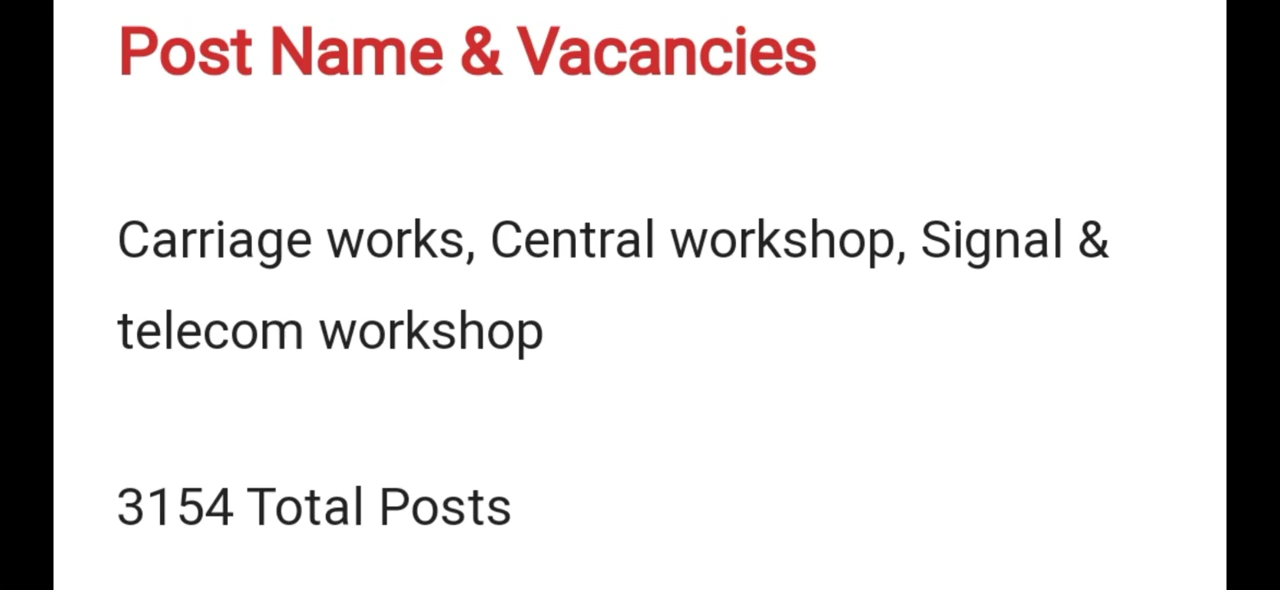 Post Name & Vacancies
Carriage works, Central workshop, Signal &
telecom workshop
3154 Total Posts